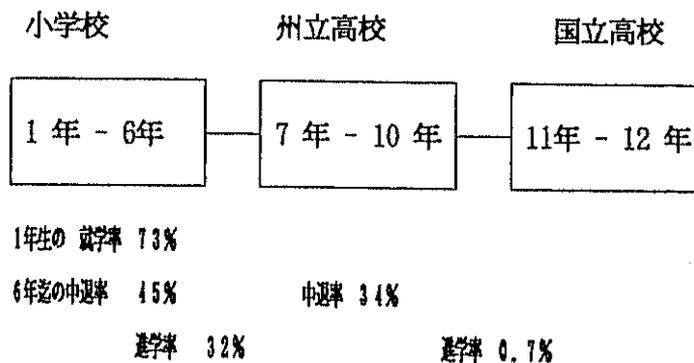 小学校 州立高校 国立高校
1 年 - 6年 7 年 - 10 年 11年 - 12 年
1年生の 就学率 73%
6年迄の中退率 45% 中退率 34%
進学率 32% 進学率 0.7%